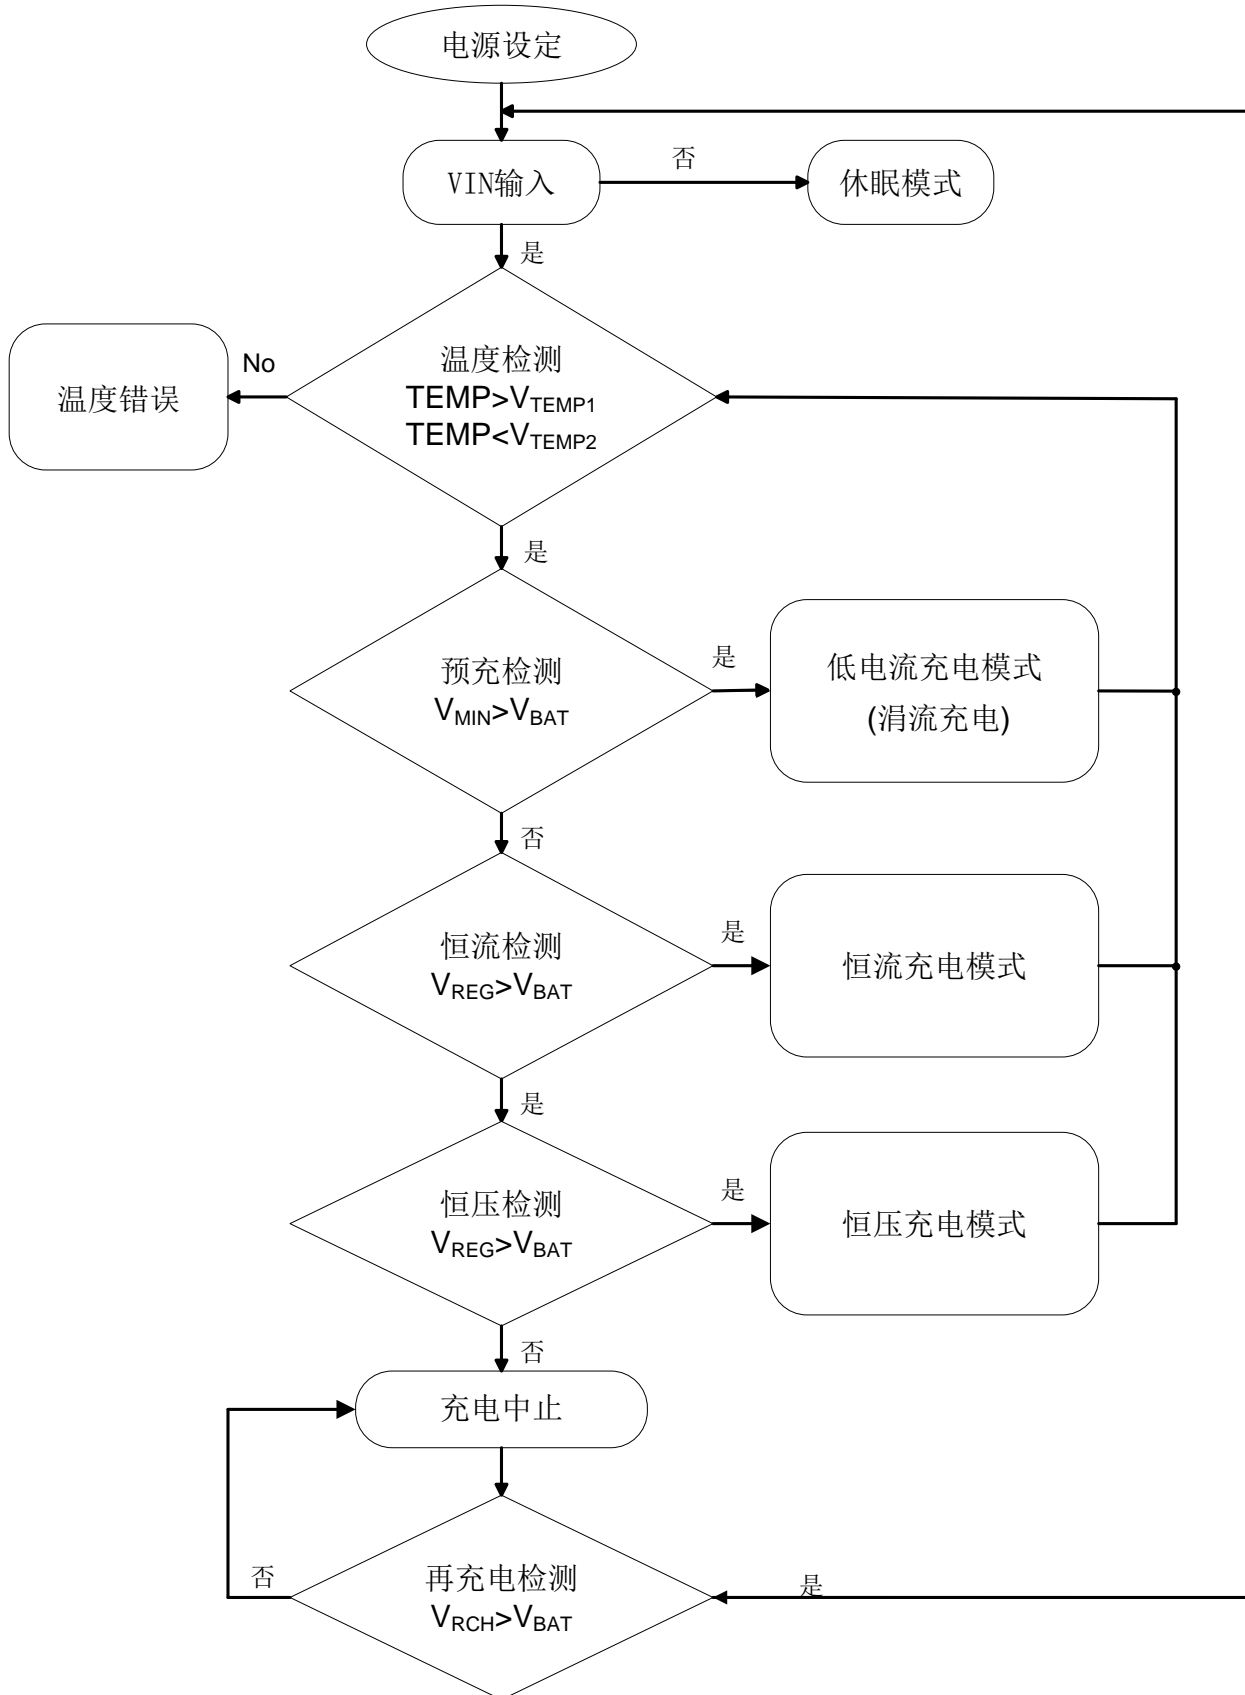 电源设定
VIN输入
否
休眠模式
是
温度检测
TEMP>VTEMP1
TEMP<VTEMP2
No
温度错误
是
预充检测
VMIN>VBAT
是
低电流充电模式
(涓流充电)
否
恒流检测
VREG>VBAT
是
恒流充电模式
是
恒压检测
VREG>VBAT
是
恒压充电模式
否
充电中止
再充电检测
VRCH>VBAT
否
是